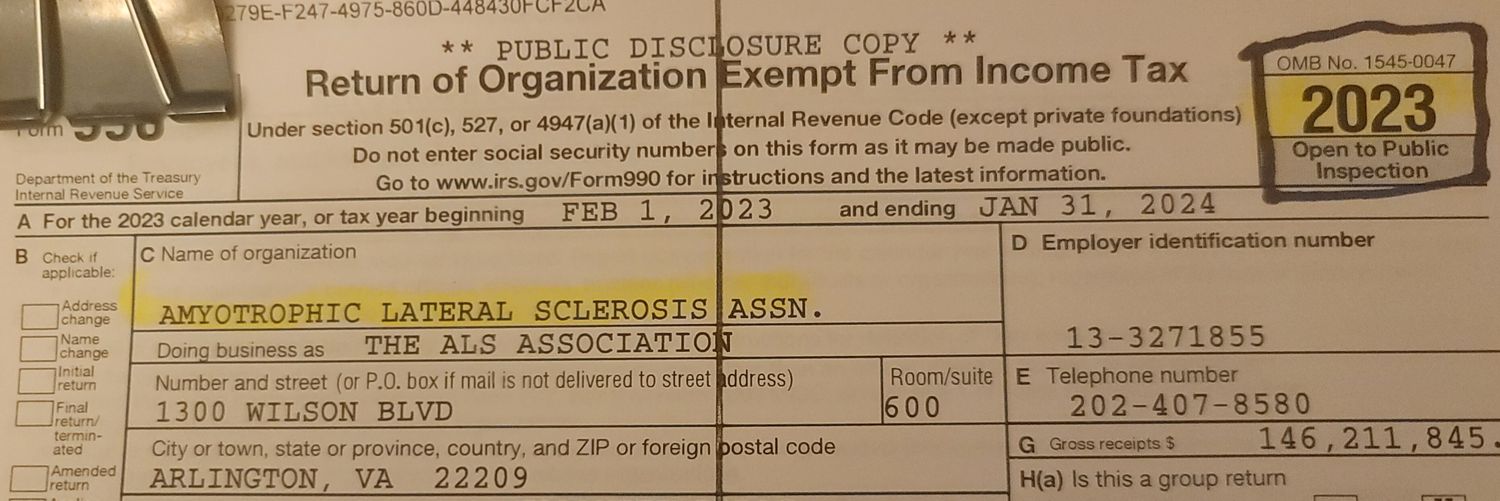 279E-F247-4975-860D-448430FCF2CA
** PUBLIC DISCLOSURE COPY **
Return of Organization Exempt From Income Tax
OMB No. 1545-0047
Form 990
Under section 501(c), 527, or 4947(a)(1) of the Internal Revenue Code (except private foundations)
2023
Do not enter social security numbers on this form as it may be made public.
Open to Public
Inspection
Department of the Treasury
Internal Revenue Service
Go to www.irs.gov/Form990 for instructions and the latest information.
A For the 2023 calendar year, or tax year beginning FEB 1, 2023 and ending JAN 31, 2024
B Check if
applicable:
Address
change
Name
change
Initial
return
Final
return/
termin-
ated
Amended
return
C Name of organization
AMYOTROPHIC LATERAL SCLEROSIS ASSN.
Doing business as THE ALS ASSOCIATION
Number and street (or P.O. box if mail is not delivered to street address)
1300 WILSON BLVD
Room/suite
600
City or town, state or province, country, and ZIP or foreign postal code
ARLINGTON, VA 22209
D Employer identification number
13-3271855
E Telephone number
202-407-8580
G Gross receipts $ 146,211,845.
H(a) Is this a group return